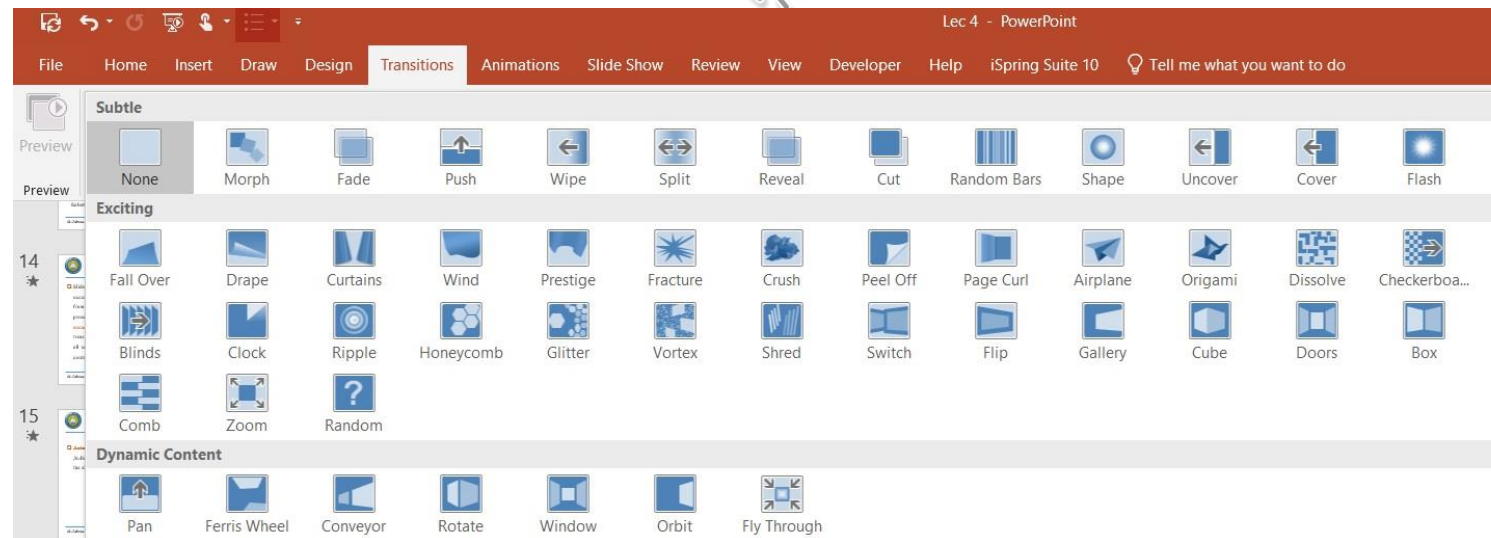 Lec 4 - PowerPoint
File Home Insert Draw Design Transitions Animations Slide Show Review View Developer Help iSpring Suite 10 Tell me what you want to do
Preview
Preview
Subtle
None Morph Fade Push Wipe Split Reveal Cut Random Bars Shape Uncover Cover Flash
Exciting
Fall Over Drape Curtains Wind Prestige Fracture Crush Peel Off Page Curl Airplane Origami Dissolve Checkerboa...
Blinds Clock Ripple Honeycomb Glitter Vortex Shred Switch Flip Gallery Cube Doors Box
Comb Zoom Random
Dynamic Content
Pan Ferris Wheel Conveyor Rotate Window Orbit Fly Through
14
15